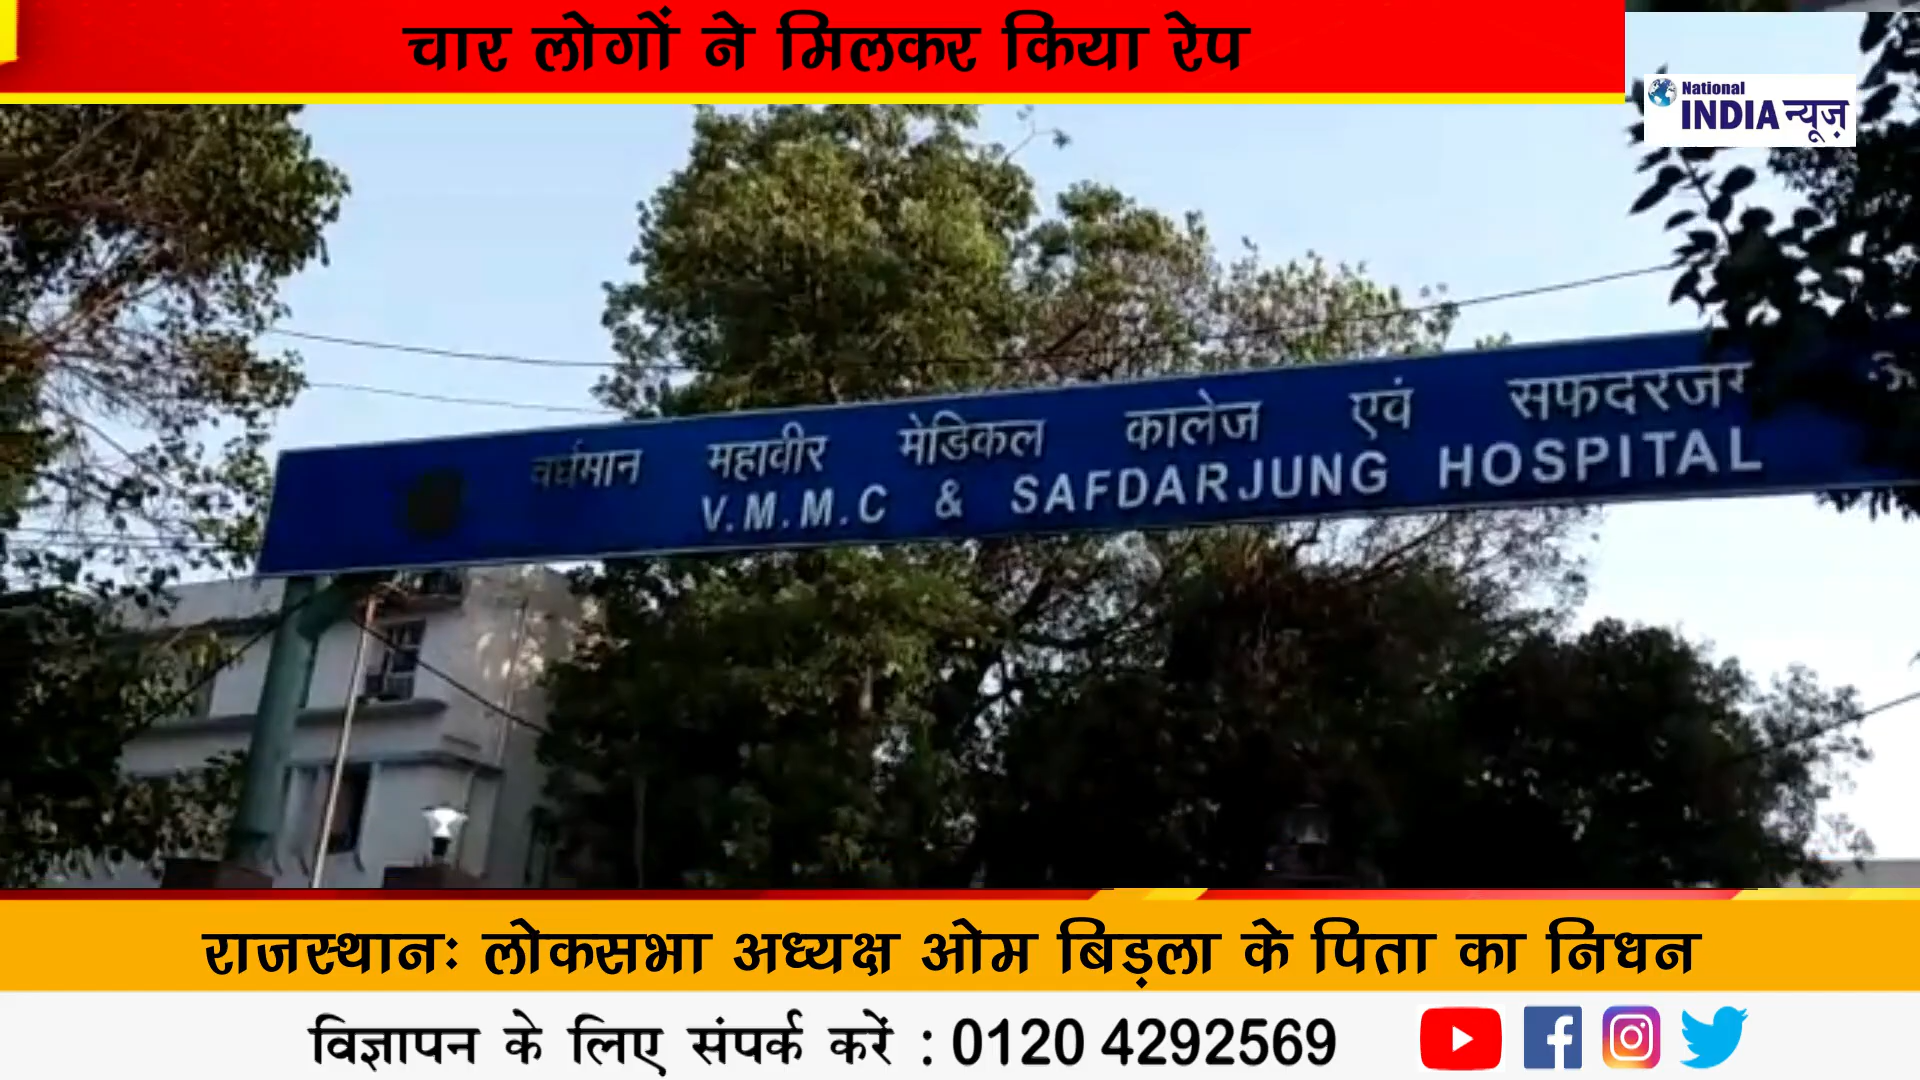 चार लोगों ने मिलकर किया रेप
National
INDIA न्यूज़
वर्धमान महावीर मेडिकल कालेज एवं
V.M.M.C & SAFDARJUNG HOSPITAL
राजस्थानः लोकसभा अध्यक्ष ओम बिड़ला के पिता का निधन
विज्ञापन के लिए संपर्क करें : 0120 4292569